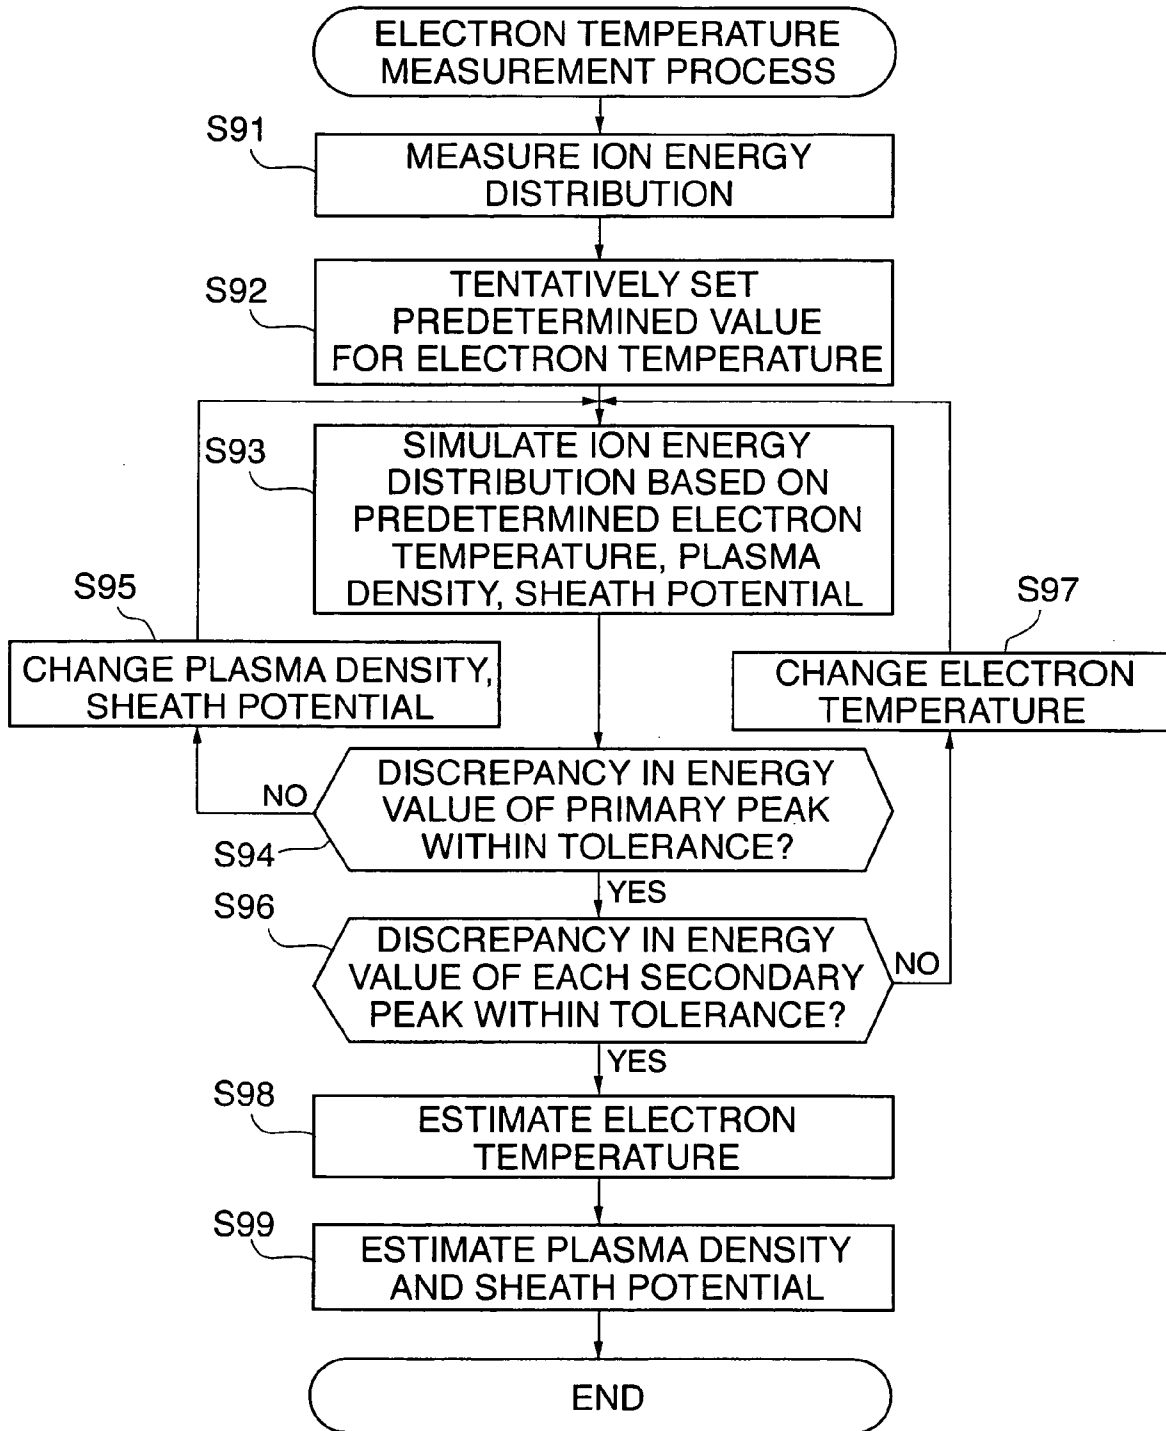 ELECTRON TEMPERATURE
MEASUREMENT PROCESS
S91
MEASURE ION ENERGY
DISTRIBUTION
S92
TENTATIVELY SET
PREDETERMINED VALUE
FOR ELECTRON TEMPERATURE
S93
SIMULATE ION ENERGY
DISTRIBUTION BASED ON
PREDETERMINED ELECTRON
TEMPERATURE, PLASMA
DENSITY, SHEATH POTENTIAL
S95
CHANGE PLASMA DENSITY,
SHEATH POTENTIAL
S97
CHANGE ELECTRON
TEMPERATURE
NO
DISCREPANCY IN ENERGY
VALUE OF PRIMARY PEAK
WITHIN TOLERANCE?
S94
YES
S96
DISCREPANCY IN ENERGY
VALUE OF EACH SECONDARY
PEAK WITHIN TOLERANCE?
NO
YES
S98
ESTIMATE ELECTRON
TEMPERATURE
S99
ESTIMATE PLASMA DENSITY
AND SHEATH POTENTIAL
END